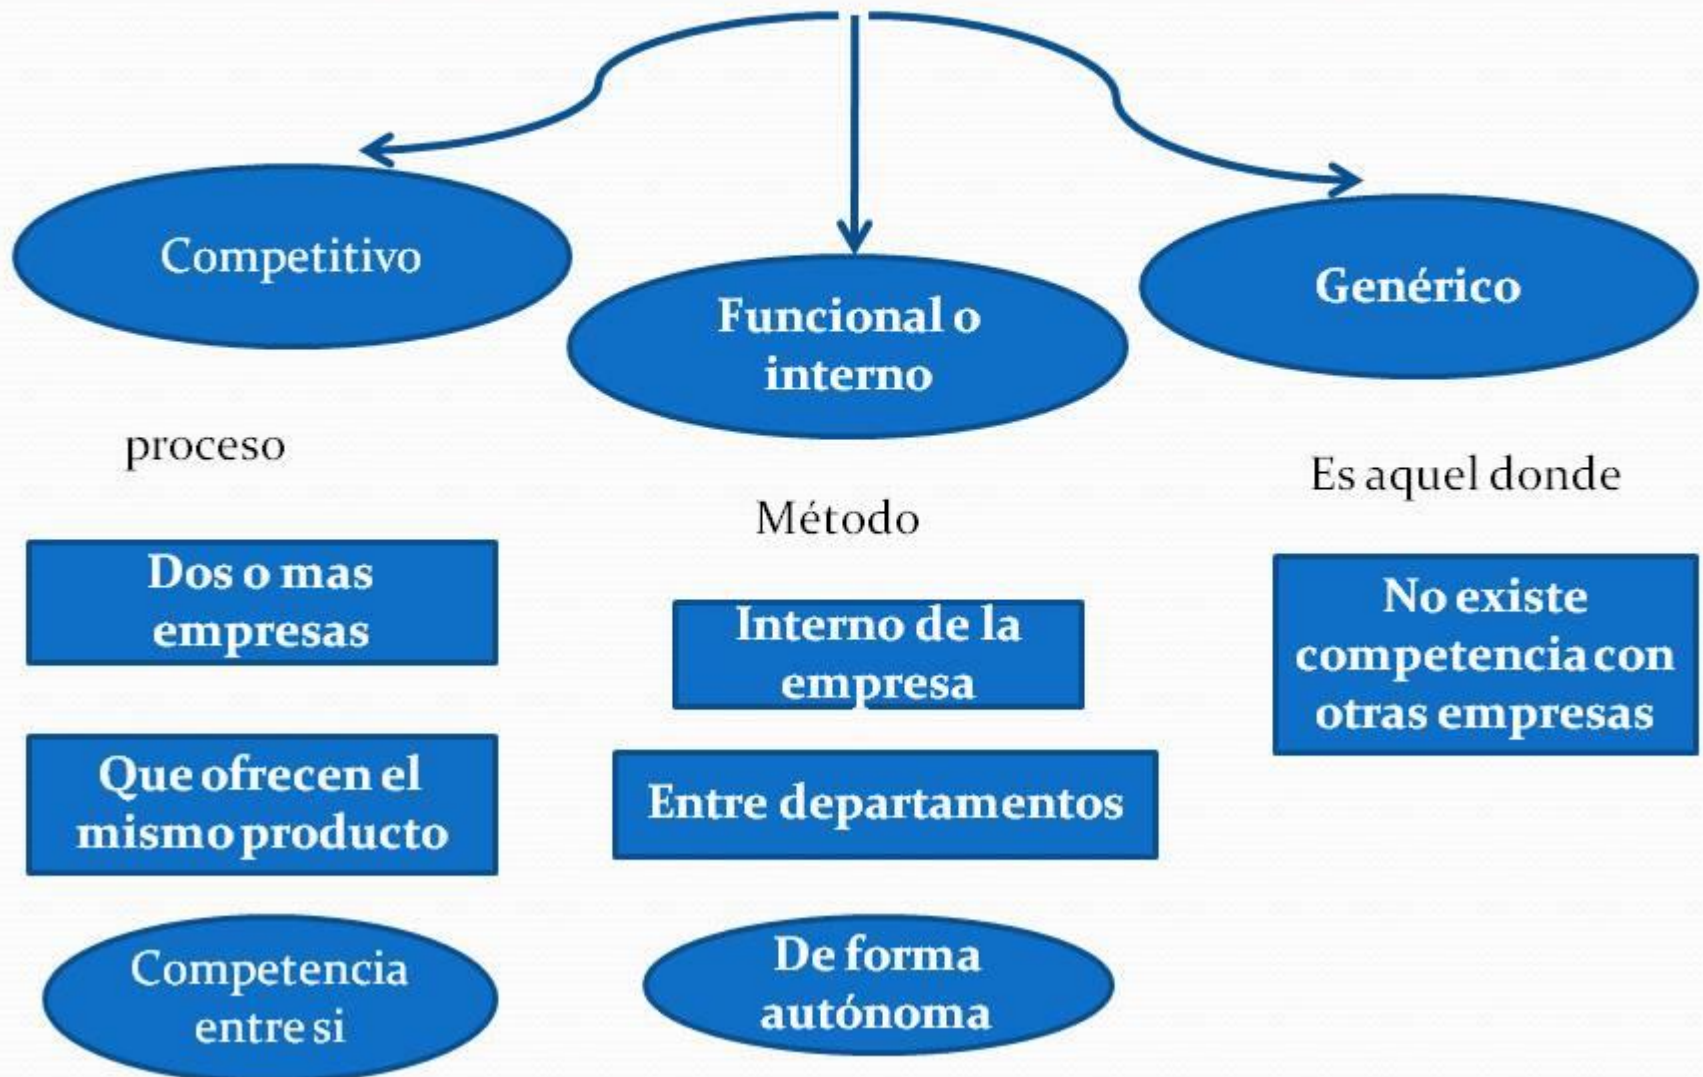 Competitivo
Funcional o
interno
Genérico
proceso
Método
Es aquel donde
Dos o mas
empresas
Interno de la
empresa
No existe
competencia con
otras empresas
Que ofrecen el
mismo producto
Entre departamentos
Competencia
entre si
De forma
autónoma